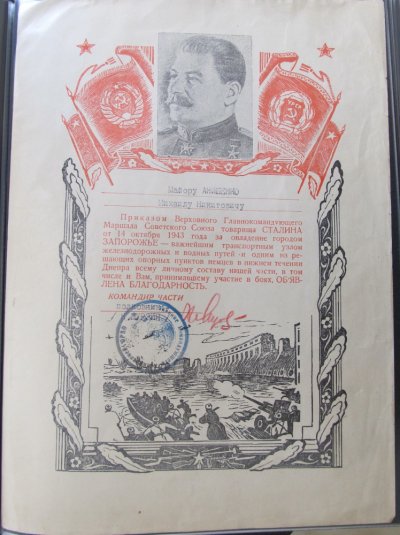 Майору
Михаилу Никитовичу
Приказом Верховного Главнокомандующего
Маршала Советского Союза товарища СТАЛИНА
от 14 октября 1943 года за овладение городом
ЗАПОРОЖЬЕ — важнейшим транспортным узлом
железнодорожных и водных путей и одним из ре-
шающих опорных пунктов немцев в нижнем течении
Днепра всему личному составу нашей части, в том
числе и Вам, принимавшему участие в боях, ОБ'ЯВ-
ЛЕНА БЛАГОДАРНОСТЬ.
КОМАНДИР ЧАСТИ